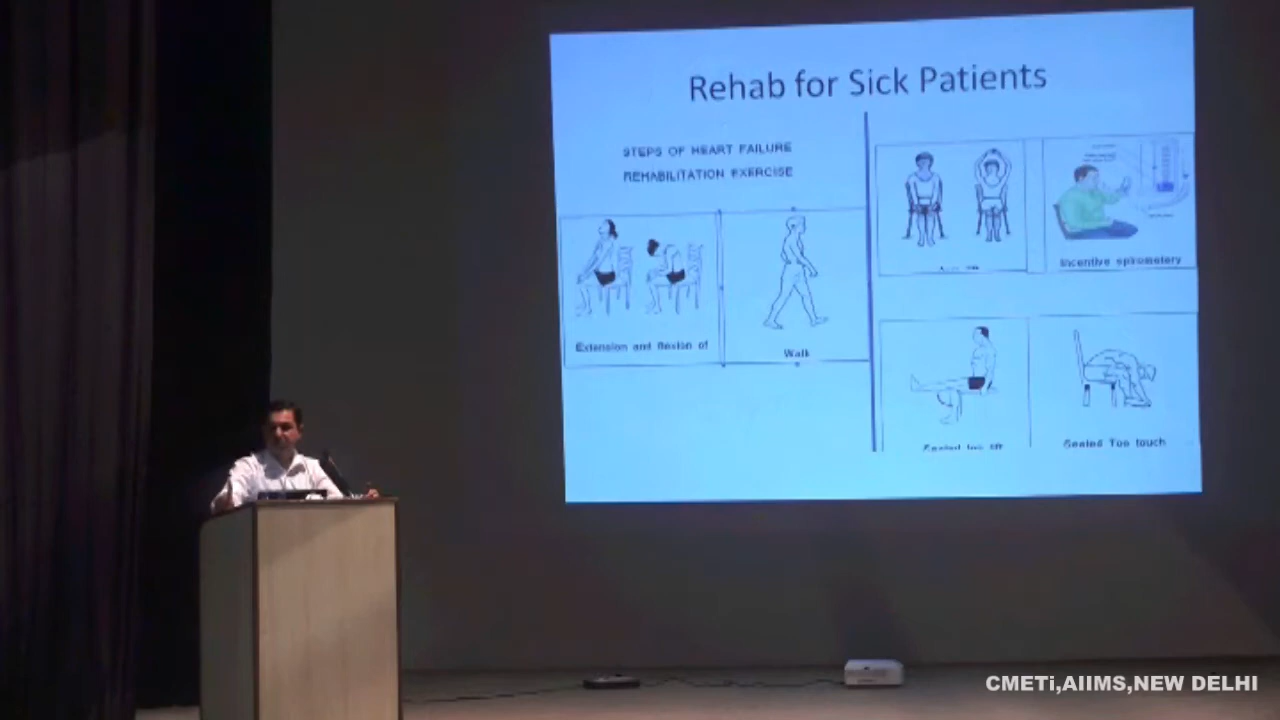 Rehab for Sick Patients
STEPS OF HEART FAILURE
REHABILITATION EXERCISE
Extension and flexion of
Walk
Incentive spirometery
Seated Toe touch
CMETi,AIIMS,NEW DELHI